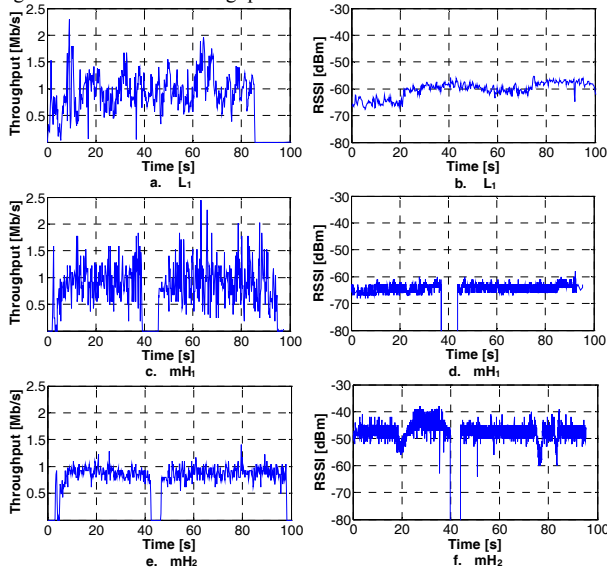 Throughput [Mb/s]
2.5
2
1.5
1
0.5
0 20 40 60 80 100
Time [s]
a. L₁
RSSI [dBm]
-30
-40
-50
-60
-70
-80
0 20 40 60 80 100
Time [s]
b. L₁
Throughput [Mb/s]
2.5
2
1.5
1
0.5
0 20 40 60 80 100
Time [s]
c. mH₁
RSSI [dBm]
-30
-40
-50
-60
-70
-80
0 20 40 60 80 100
Time [s]
d. mH₁
Throughput [Mb/s]
2.5
2
1.5
1
0.5
0 20 40 60 80 100
Time [s]
e. mH₂
RSSI [dBm]
-30
-40
-50
-60
-70
-80
0 20 40 60 80 100
Time [s]
f. mH₂